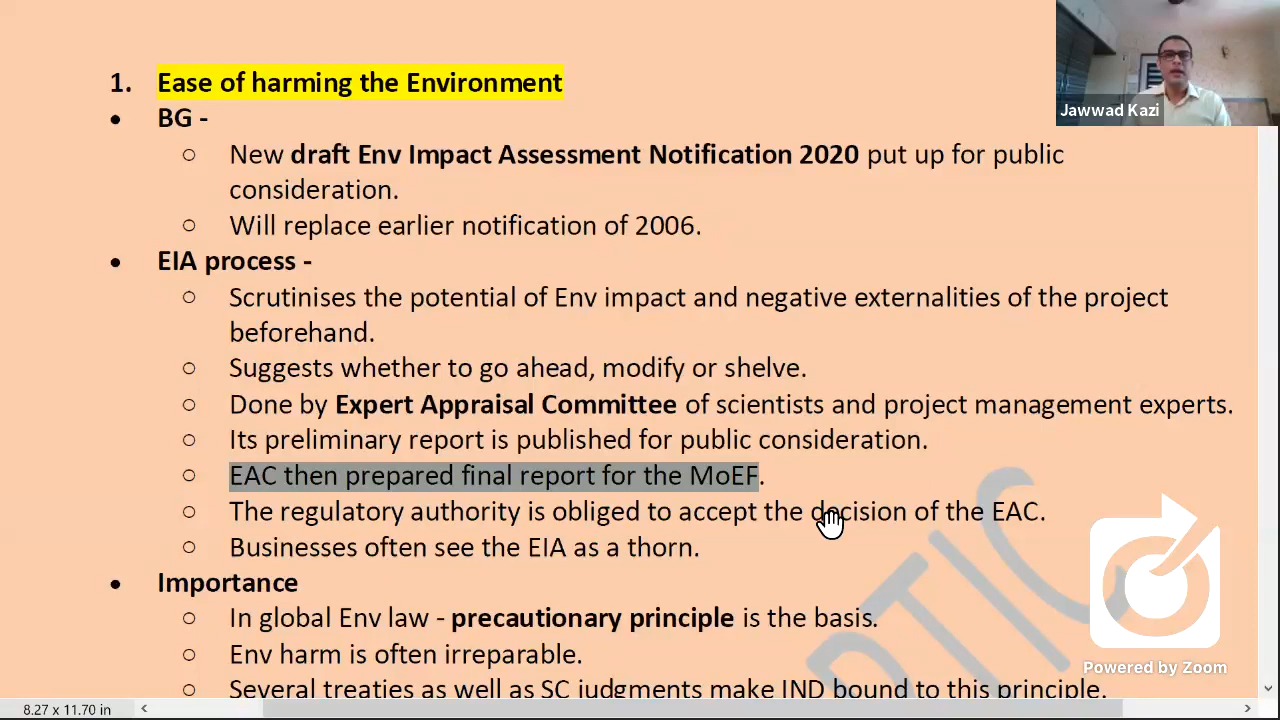 1. Ease of harming the Environment
• BG -
○ New draft Env Impact Assessment Notification 2020 put up for public
consideration.
○ Will replace earlier notification of 2006.
• EIA process -
○ Scrutinises the potential of Env impact and negative externalities of the project
beforehand.
○ Suggests whether to go ahead, modify or shelve.
○ Done by Expert Appraisal Committee of scientists and project management experts.
○ Its preliminary report is published for public consideration.
○ EAC then prepared final report for the MoEF.
○ The regulatory authority is obliged to accept the decision of the EAC.
○ Businesses often see the EIA as a thorn.
• Importance
○ In global Env law - precautionary principle is the basis.
○ Env harm is often irreparable.
○ Several treaties as well as SC judgments make IND bound to this principle.
Jawwad Kazi
Powered by Zoom
8.27 x 11.70 in